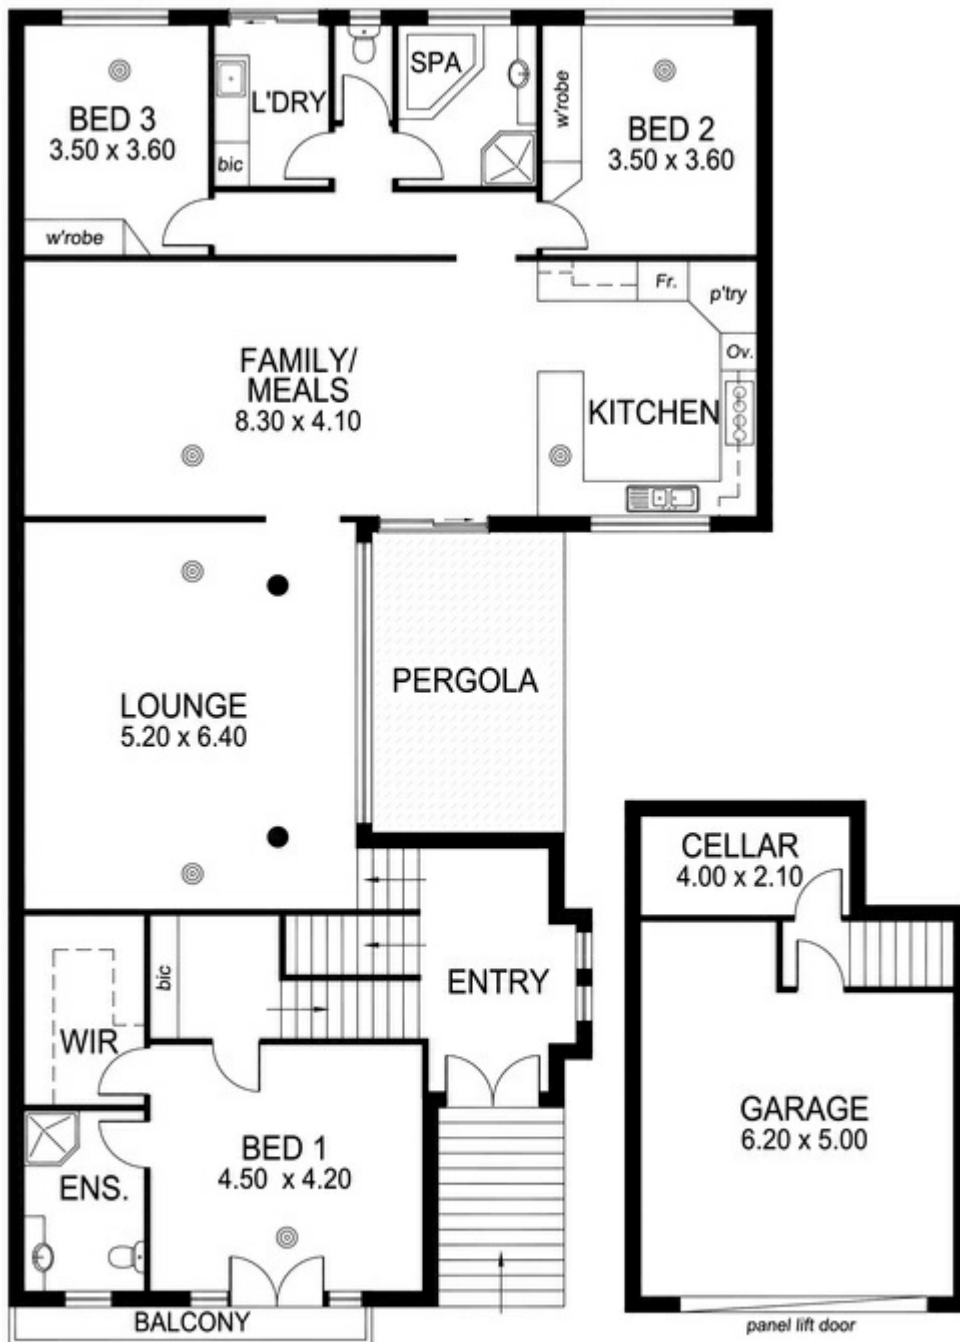 SPA
BED 3
3.50 x 3.60
L'DRY
bic
w'robe
BED 2
3.50 x 3.60
w'robe
Fr.
p'try
Ov.
FAMILY/
MEALS
8.30 x 4.10
KITCHEN
LOUNGE
5.20 x 6.40
PERGOLA
CELLAR
4.00 x 2.10
bic
ENTRY
WIR
GARAGE
6.20 x 5.00
BED 1
4.50 x 4.20
ENS.
BALCONY
panel lift door